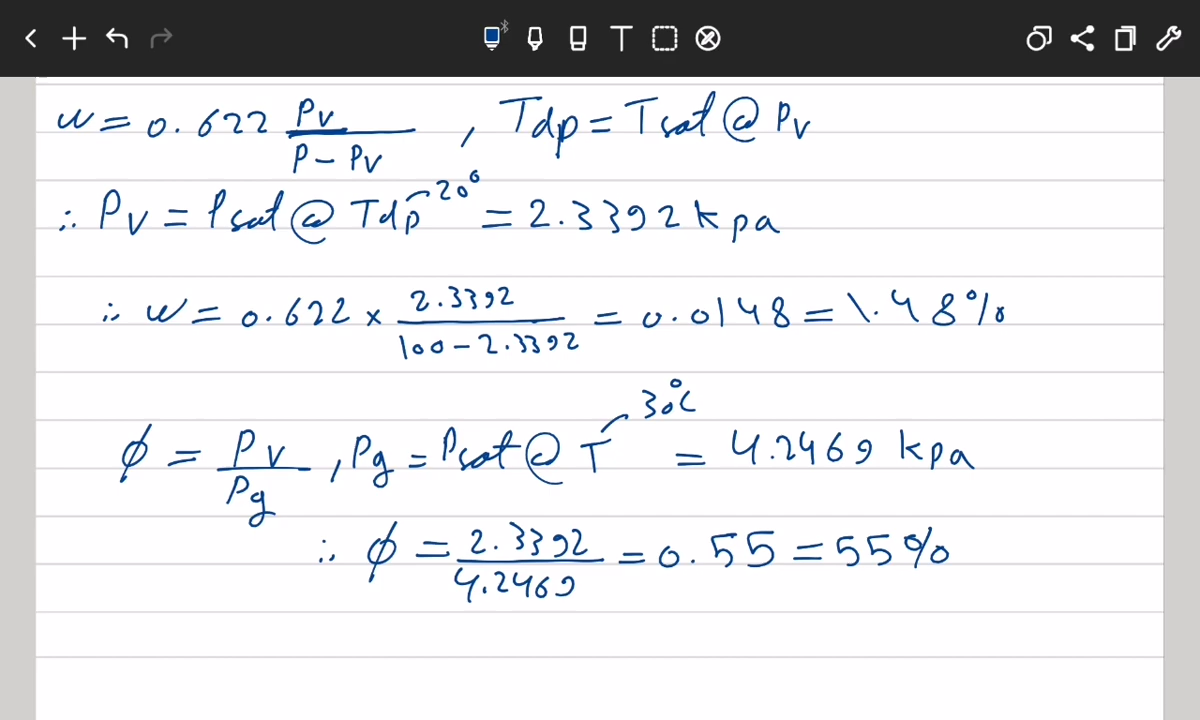 w = 0.622 Pv / P - Pv , Tdp = Tsat @ Pv
∴ Pv = Psat @ Tdp 20° = 2.3392 kpa
∴ w = 0.622 × 2.3392 / 100 - 2.3392 = 0.0148 = 1.48%
ϕ = Pv / Pg , Pg = Psat @ T 30°C = 4.2469 kpa
∴ ϕ = 2.3392 / 4.2469 = 0.55 = 55%